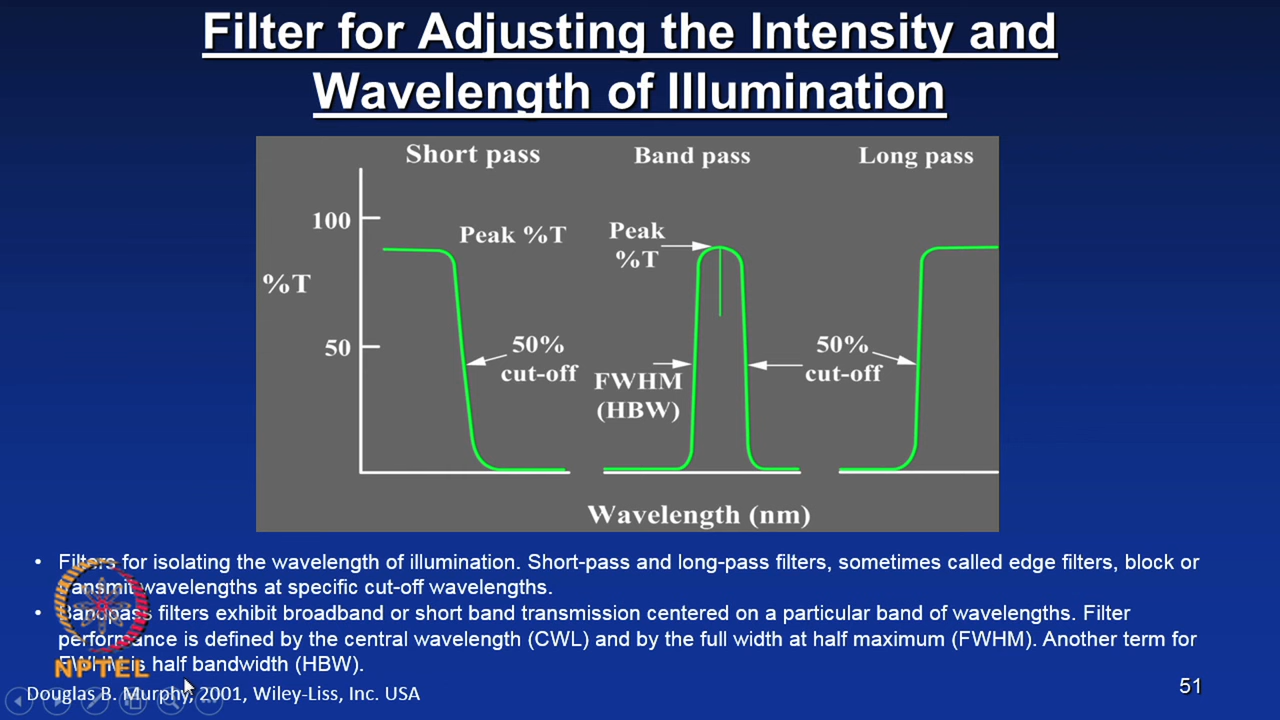 Filter for Adjusting the Intensity and
Wavelength of Illumination
Short pass
Band pass
Long pass
100
Peak %T
Peak
%T
%T
50
50%
cut-off
FWHM
(HBW)
50%
cut-off
Wavelength (nm)
• Filters for isolating the wavelength of illumination. Short-pass and long-pass filters, sometimes called edge filters, block or
transmit wavelengths at specific cut-off wavelengths.
• Bandpass filters exhibit broadband or short band transmission centered on a particular band of wavelengths. Filter
performance is defined by the central wavelength (CWL) and by the full width at half maximum (FWHM). Another term for
FWHM is half bandwidth (HBW).
NPTEL
Douglas B. Murphy, 2001, Wiley-Liss, Inc. USA
51